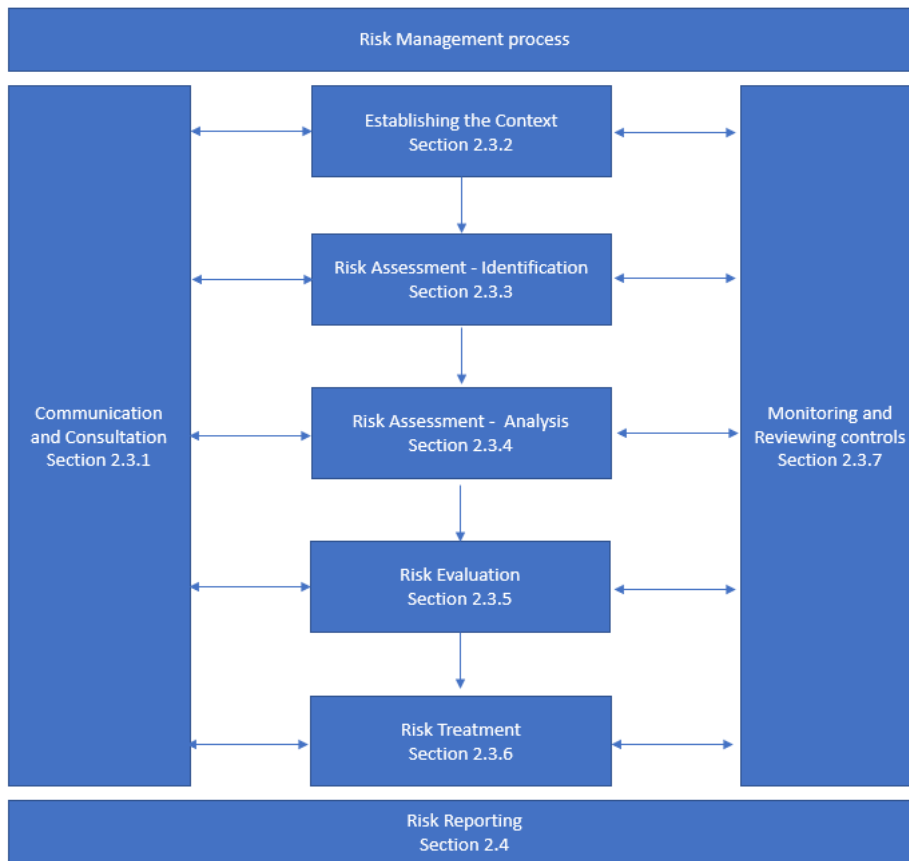 Risk Management process
Establishing the Context
Section 2.3.2
Risk Assessment - Identification
Section 2.3.3
Communication
and Consultation
Section 2.3.1
Risk Assessment -  Analysis
Section 2.3.4
Monitoring and
Reviewing controls
Section 2.3.7
Risk Evaluation
Section 2.3.5
Risk Treatment
Section 2.3.6
Risk Reporting
Section 2.4